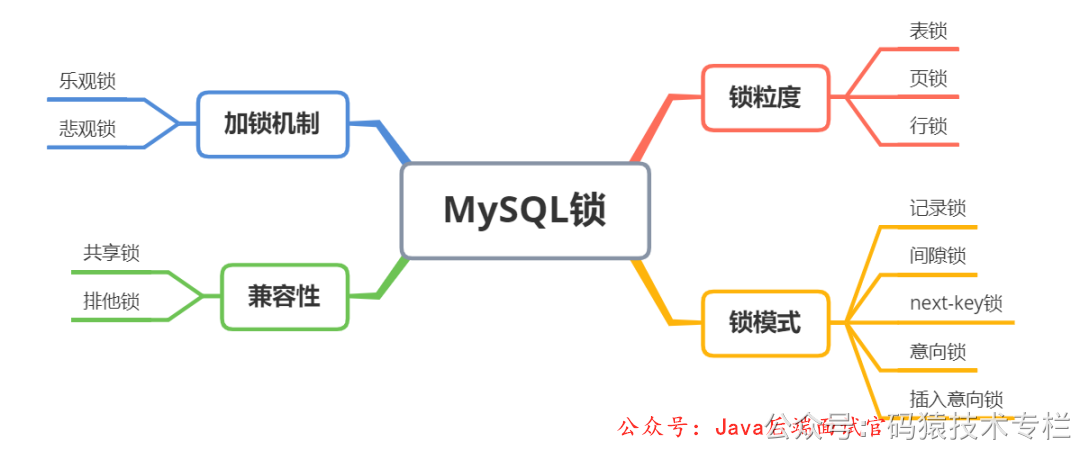 MySQL锁
加锁机制
乐观锁
悲观锁
兼容性
共享锁
排他锁
锁粒度
表锁
页锁
行锁
锁模式
记录锁
间隙锁
next-key锁
意向锁
插入意向锁
公众号：Java后端面试官
公众号：码猿技术专栏